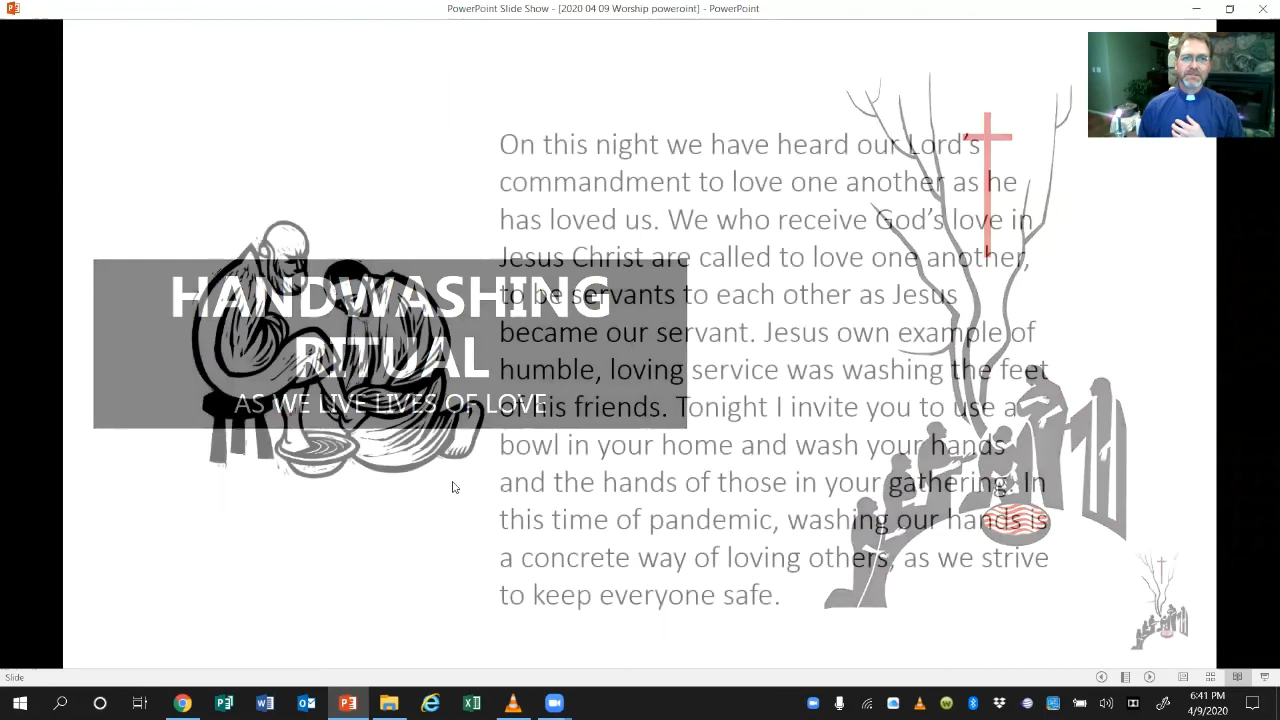 PowerPoint Slide Show - [2020 04 09 Worship poweroint] - PowerPoint
On this night we have heard our Lord's
commandment to love one another as he
has loved us. We who receive God's love in
Jesus Christ are called to love one another,
to be servants to each other as Jesus
became our servant. Jesus own example of
humble, loving service was washing the feet
of his friends. Tonight I invite you to use a
bowl in your home and wash your hands
and the hands of those in your gathering. In
this time of pandemic, washing our hands is
a concrete way of loving others, as we strive
to keep everyone safe.
HANDWASHING
RITUAL
AS WE LIVE LIVES OF LOVE
Slide
6:41 PM
4/9/2020